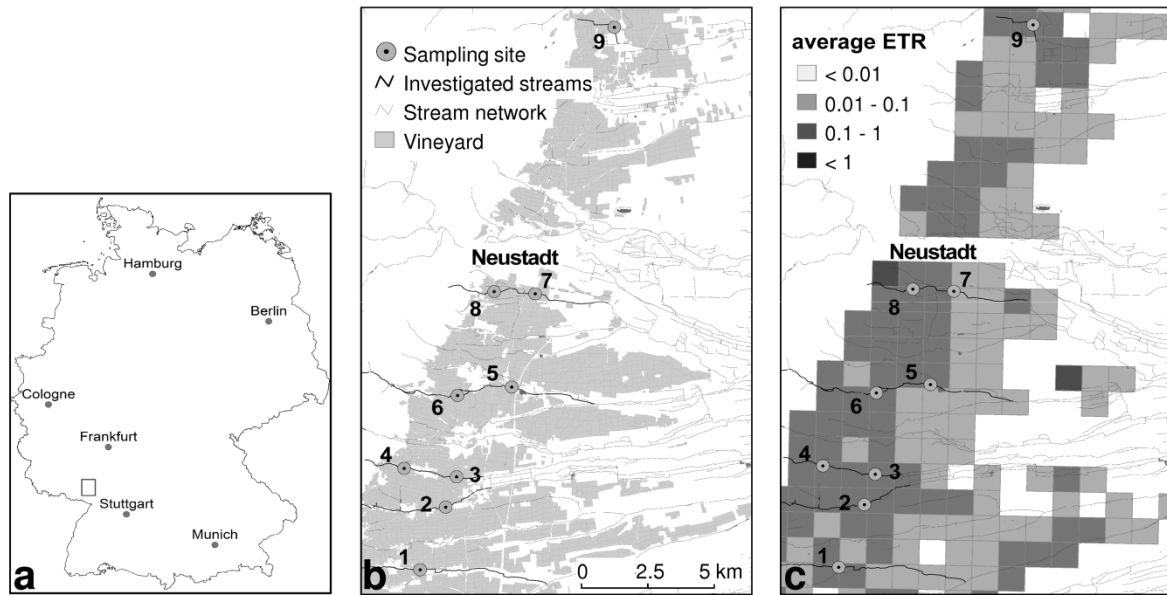 Hamburg
Berlin
Cologne
Frankfurt
Stuttgart
Munich
a
9
Sampling site
Investigated streams
Stream network
Vineyard
Neustadt
7
8
5
6
4
3
2
1
0 2.5 5 km
b
average ETR
< 0.01
0.01 - 0.1
0.1 - 1
< 1
9
Neustadt
7
8
5
6
4
3
2
1
c